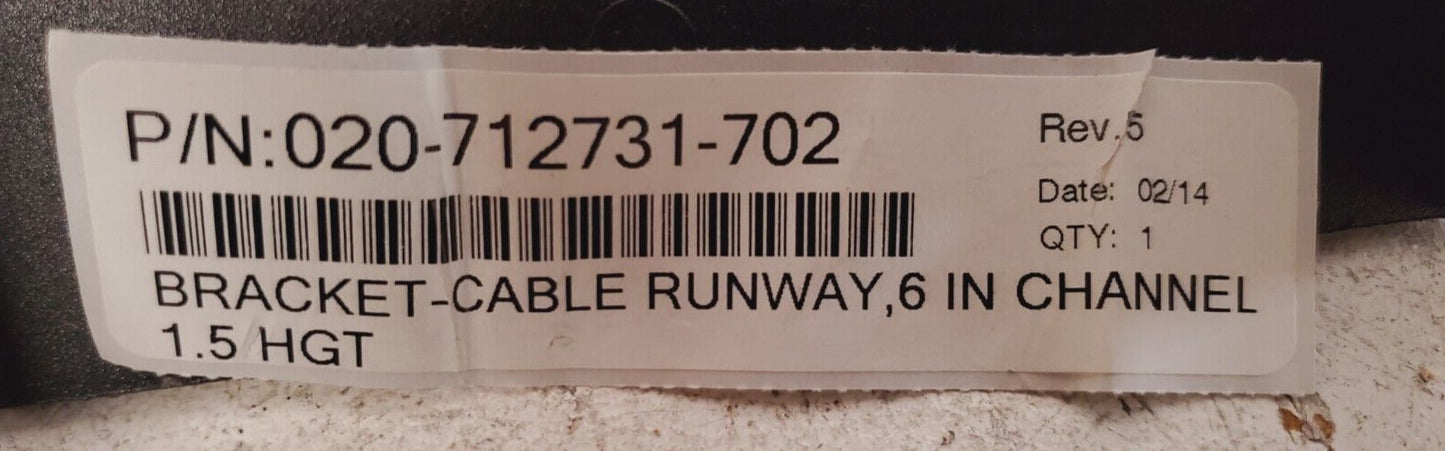 P/N:020-712731-702
Rev.5
Date: 02/14
QTY: 1
BRACKET-CABLE RUNWAY,6 IN CHANNEL
1.5 HGT